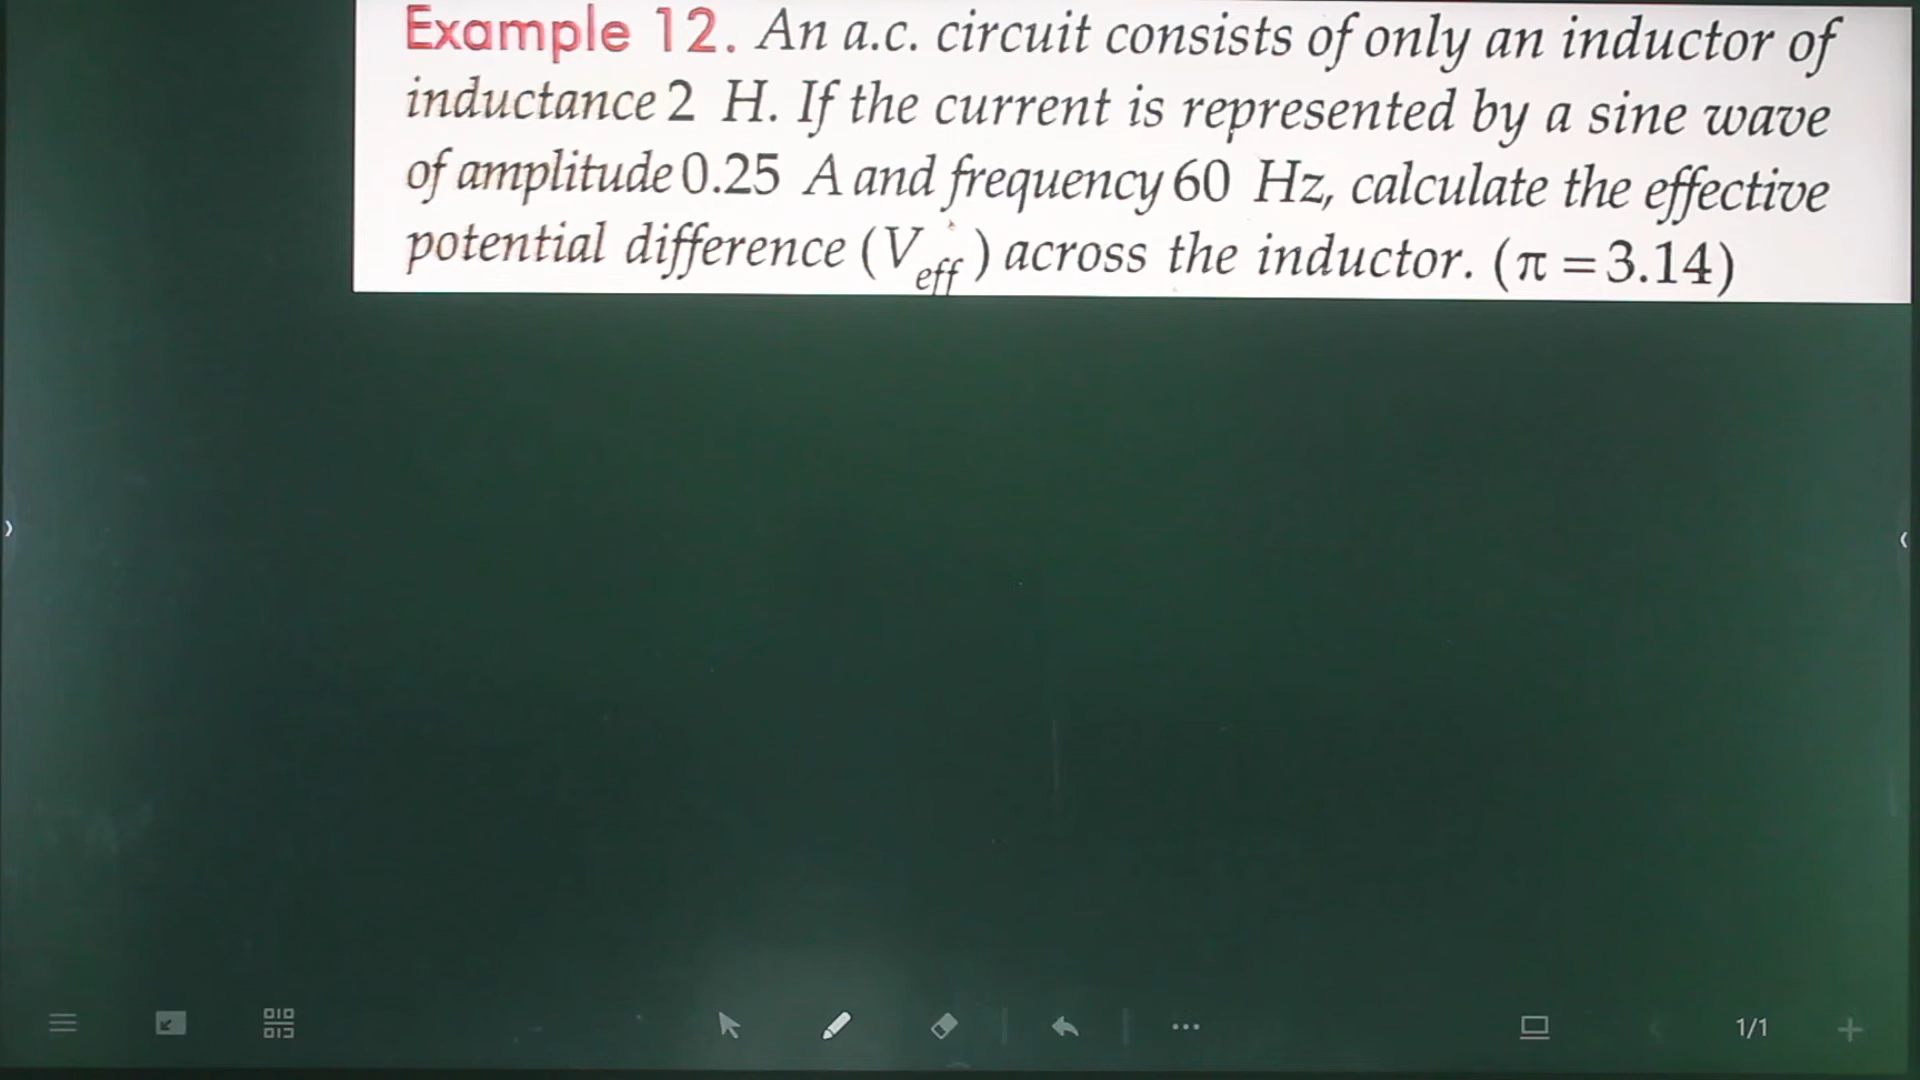 Example 12. An a.c. circuit consists of only an inductor of
inductance 2 H. If the current is represented by a sine wave
of amplitude 0.25 A and frequency 60 Hz, calculate the effective
potential difference (V_eff) across the inductor. (π = 3.14)
1/1